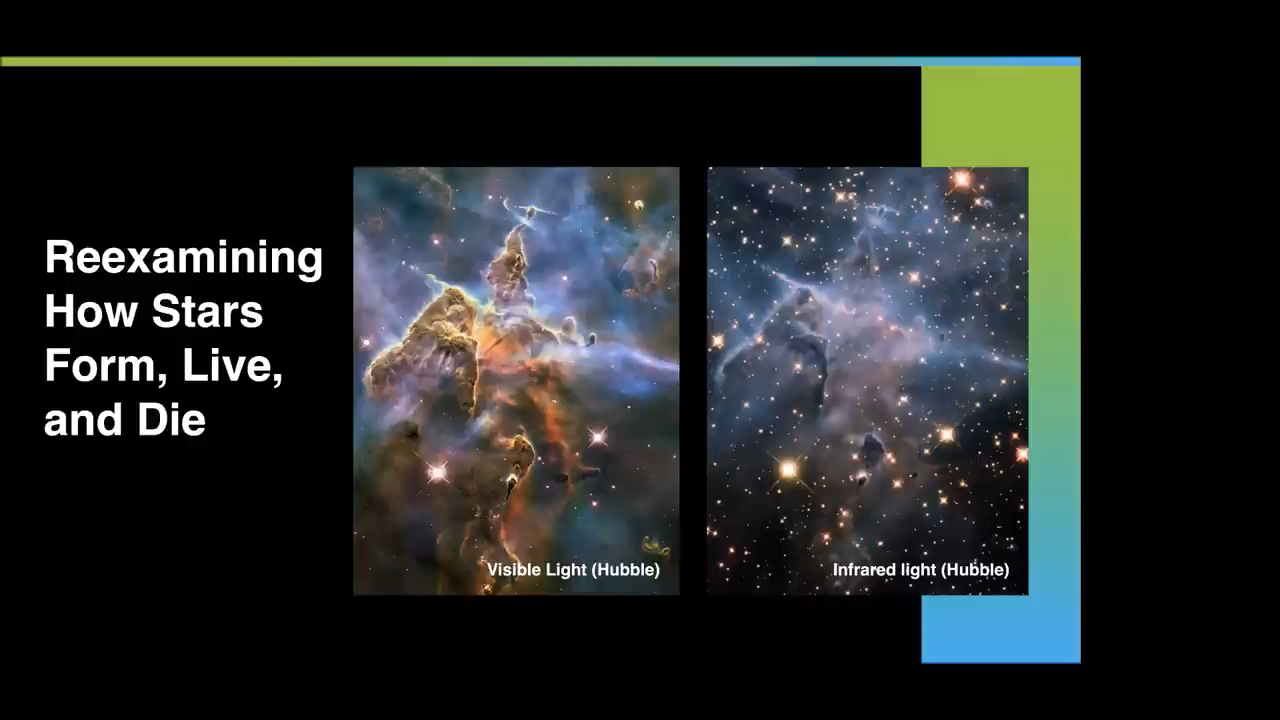 Reexamining
How Stars
Form, Live,
and Die
Visible Light (Hubble)
Infrared light (Hubble)